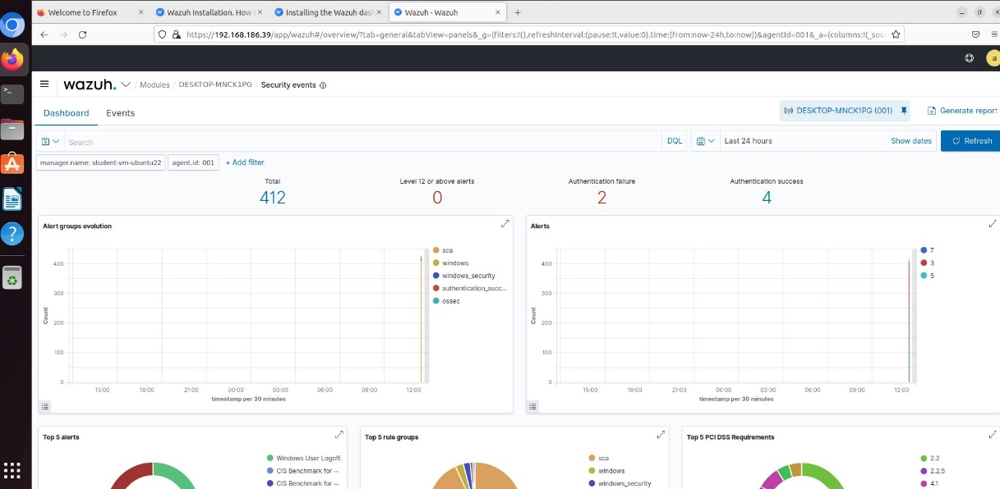 Welcome to Firefox
Wazuh Installation. How
Installing the Wazuh das
Wazuh - Wazuh
https://192.168.186.39/app/wazuh#/overview/?tab=general&tabView=panels&_g=(filters:!(),refreshInterval:(pause:!t,value:0),time:(from:now-24h,to:now))&agentId=001&_a=(columns:!(_sour
a
wazuh. / Modules / DESKTOP-MNCK1PG / Security events
Dashboard Events
DESKTOP-MNCK1PG (001)
Generate report
Search
DQL
Last 24 hours
Show dates
Refresh
manager.name: student-vm-ubuntu22
agent.id: 001
+ Add filter
Total
412
Level 12 or above alerts
0
Authentication failure
2
Authentication success
4
Alert groups evolution
Count
400
300
200
100
0
15:00 18:00 21:00 00:00 03:00 06:00 09:00 12:00
timestamp per 30 minutes
sca
windows
windows_security
authentication_succ...
ossec
Alerts
Count
400
300
200
100
0
15:00 18:00 21:00 00:00 03:00 06:00 09:00 12:00
timestamp per 30 minutes
7
3
5
Top 5 alerts
Windows User Logoff.
CIS Benchmark for ...
CIS Benchmark for ...
Top 5 rule groups
sca
windows
windows_security
Top 5 PCI DSS Requirements
2.2
2.2.5
4.1